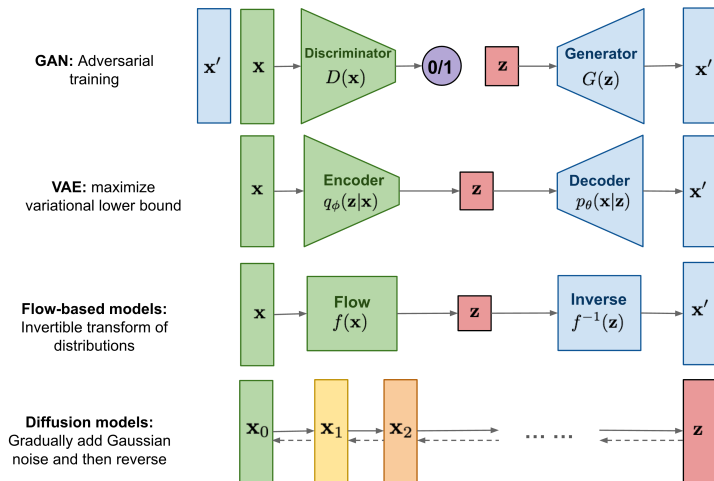 GAN: Adversarial
training
x′
x
Discriminator
D(x)
0/1
z
Generator
G(z)
x′
VAE: maximize
variational lower bound
x
Encoder
qϕ(z|x)
z
Decoder
pθ(x|z)
x′
Flow-based models:
Invertible transform of
distributions
x
Flow
f(x)
z
Inverse
f⁻¹(z)
x′
Diffusion models:
Gradually add Gaussian
noise and then reverse
x₀
x₁
x₂
... ...
z